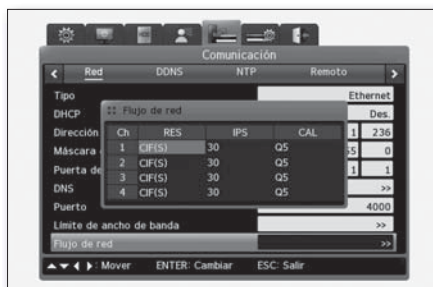 Comunicación
Red DDNS NTP Remoto
Tipo Ethernet
DHCP Des.
Dirección 1 236
Máscara 0
Puerta de 1 1
DNS >>
Puerto 4000
Límite de ancho de banda >>
Flujo de red >>
Flujo de red
Ch RES IPS CAL
1 CIF(S) 30 Q5
2 CIF(S) 30 Q5
3 CIF(S) 30 Q5
4 CIF(S) 30 Q5
: Mover ENTER: Cambiar ESC: Salir